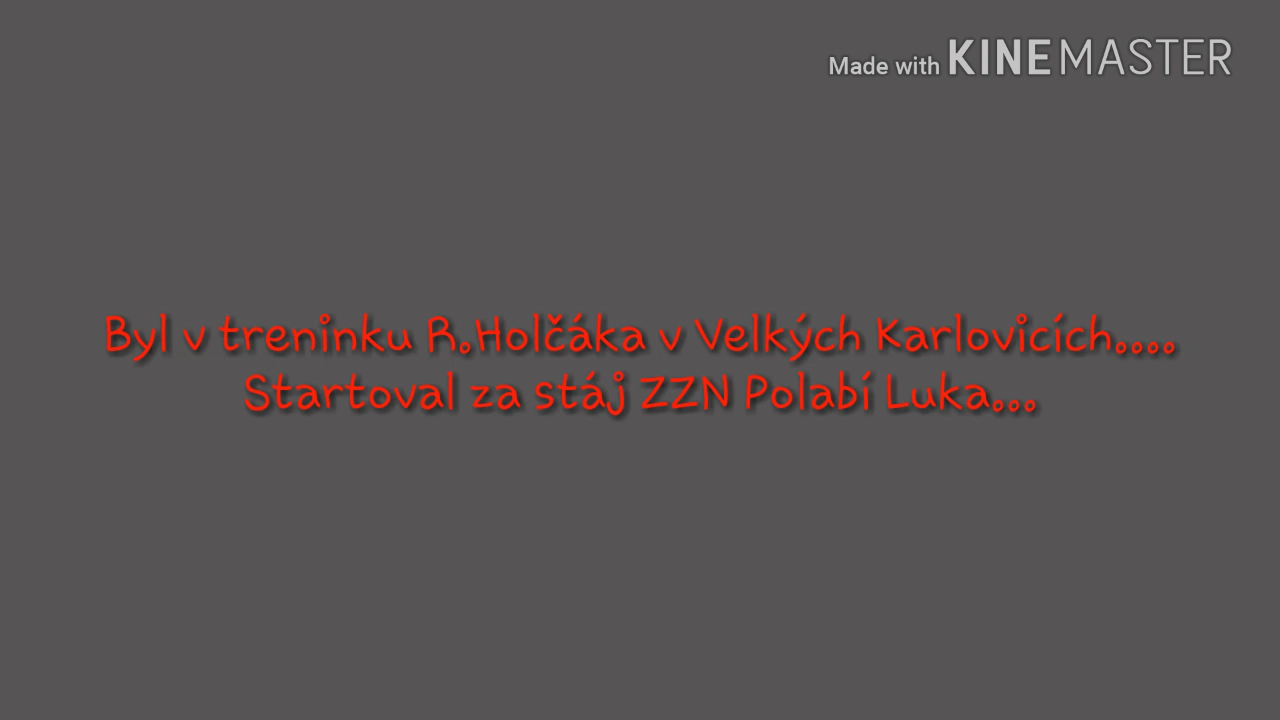 Made with KINEMASTER
Byl v treninku R.Holčáka v Velkých Karlovicích....
Startoval za stáj ZZN Polabí Luka...